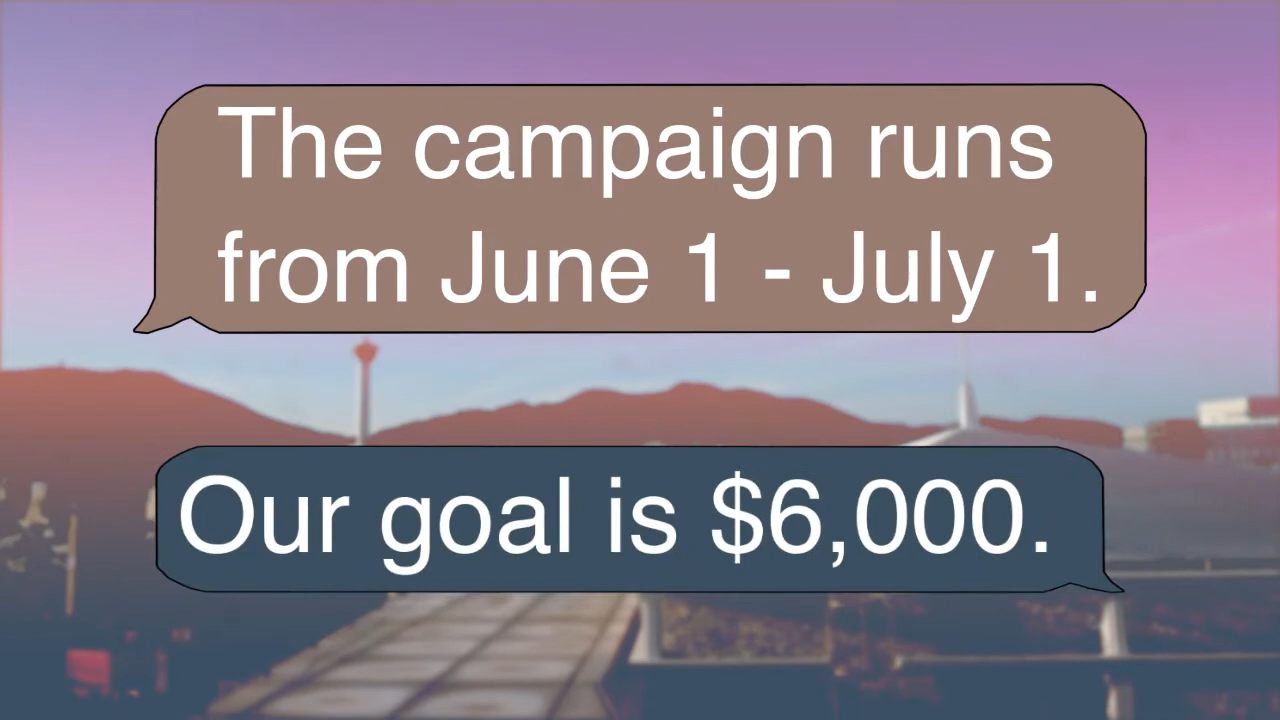 The campaign runs
from June 1 - July 1.
Our goal is $6,000.